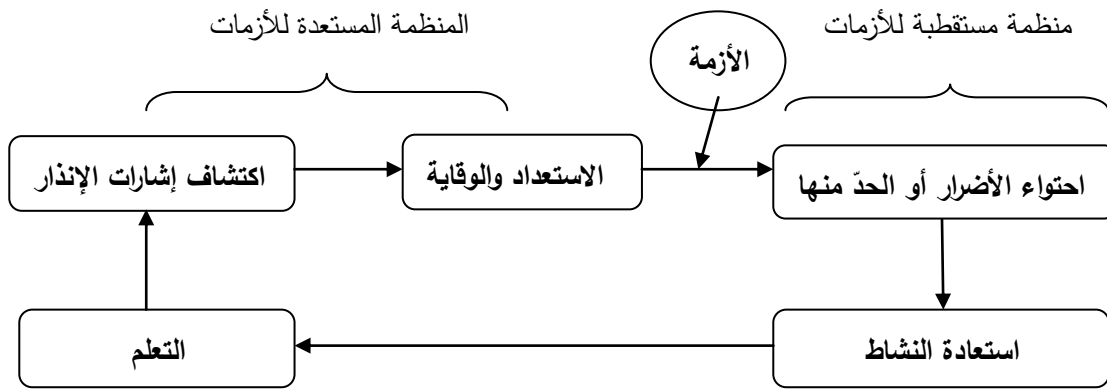 منظمة مستقطبة للأزمات
المنظمة المستعدة للأزمات
الأزمة
اكتشاف إشارات الإنذار
الاستعداد والوقاية
احتواء الأضرار أو الحدّ منها
استعادة النشاط
التعلم